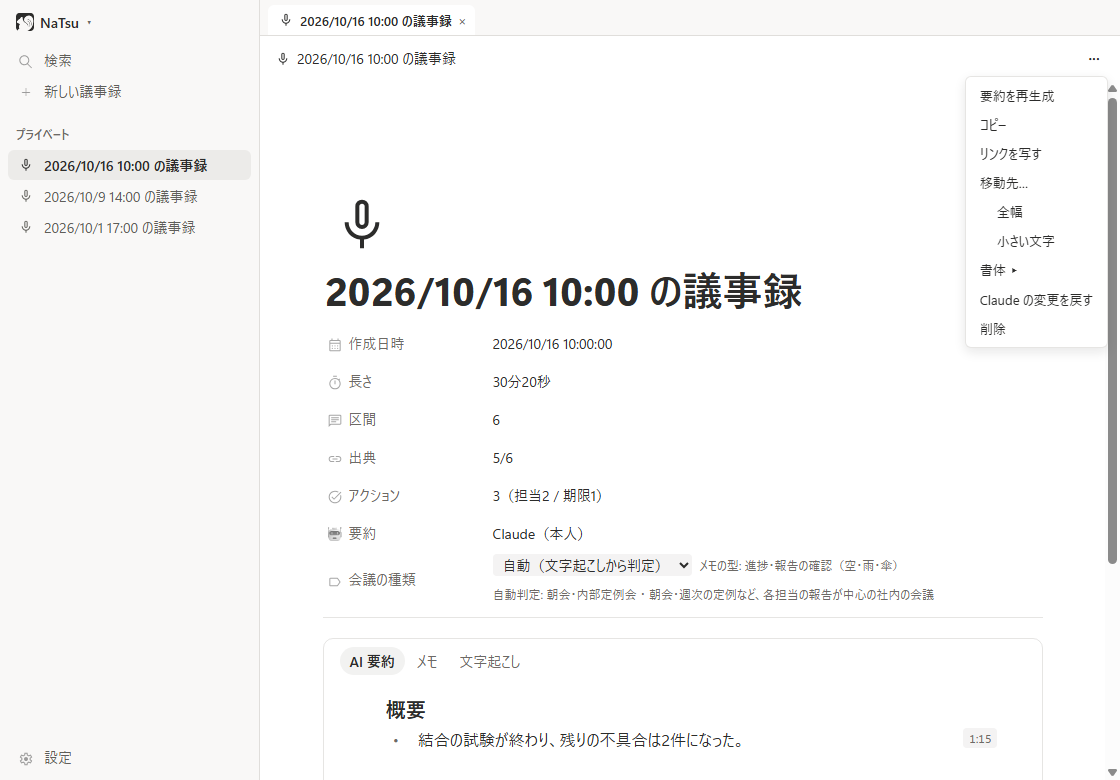 NaTsu
検索
新しい議事録
プライベート
2026/10/16 10:00 の議事録
2026/10/9 14:00 の議事録
2026/10/1 17:00 の議事録
設定
2026/10/16 10:00 の議事録 ×
2026/10/16 10:00 の議事録
要約を再生成
コピー
リンクを写す
移動先...
全幅
小さい文字
書体 ▸
Claude の変更を戻す
削除
2026/10/16 10:00 の議事録
作成日時 2026/10/16 10:00:00
長さ 30分20秒
区間 6
出典 5/6
アクション 3（担当2 / 期限1）
要約 Claude（本人）
会議の種類 自動（文字起こしから判定） メモの型: 進捗・報告の確認（空・雨・傘）
自動判定: 朝会・内部定例会 · 朝会・週次の定例など、各担当の報告が中心の社内の会議
AI 要約 メモ 文字起こし
概要
• 結合の試験が終わり、残りの不具合は2件になった。 1:15